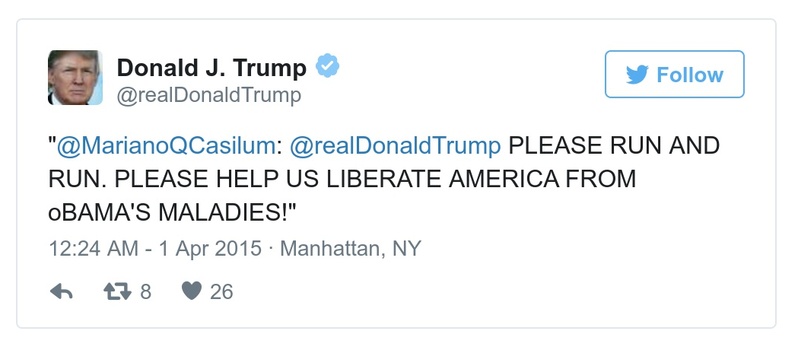 Donald J. Trump
@realDonaldTrump
Follow
"@MarianoQCasilum: @realDonaldTrump PLEASE RUN AND
RUN. PLEASE HELP US LIBERATE AMERICA FROM
oBAMA'S MALADIES!"
12:24 AM - 1 Apr 2015 · Manhattan, NY
8 26